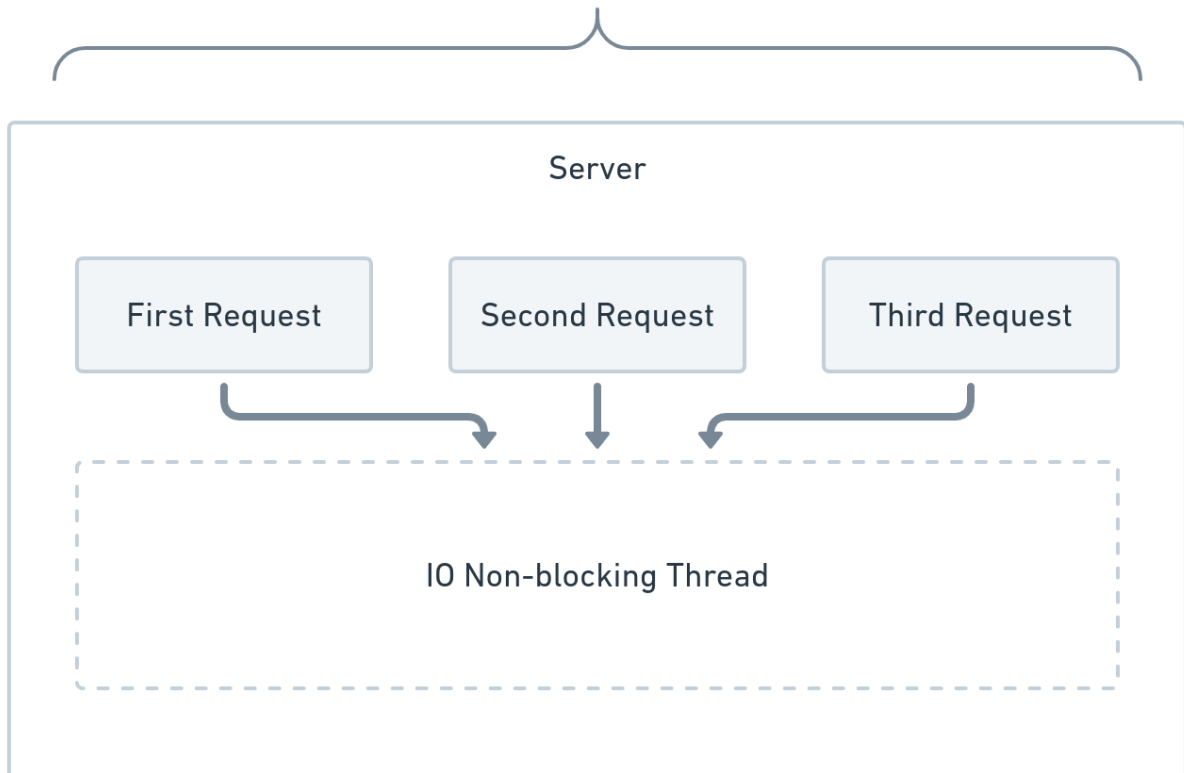 Server
First Request
Second Request
Third Request
IO Non-blocking Thread